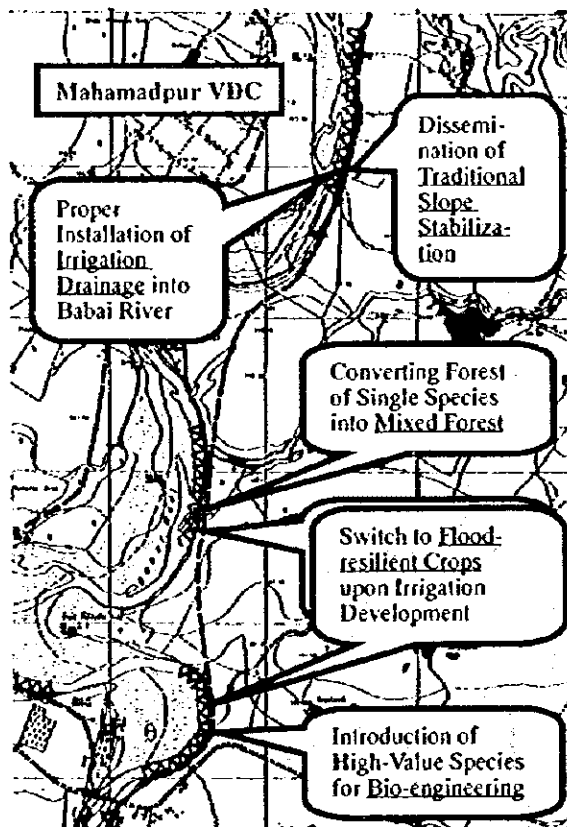 Mahamadpur VDC
Dissemi-
nation of
Traditional
Slope
Stabiliza-
tion
Proper
Installation of
Irrigation
Drainage into
Babai River
Converting Forest
of Single Species
into Mixed Forest
Switch to Flood-
resilient Crops
upon Irrigation
Development
Introduction of
High-Value Species
for Bio-engineering